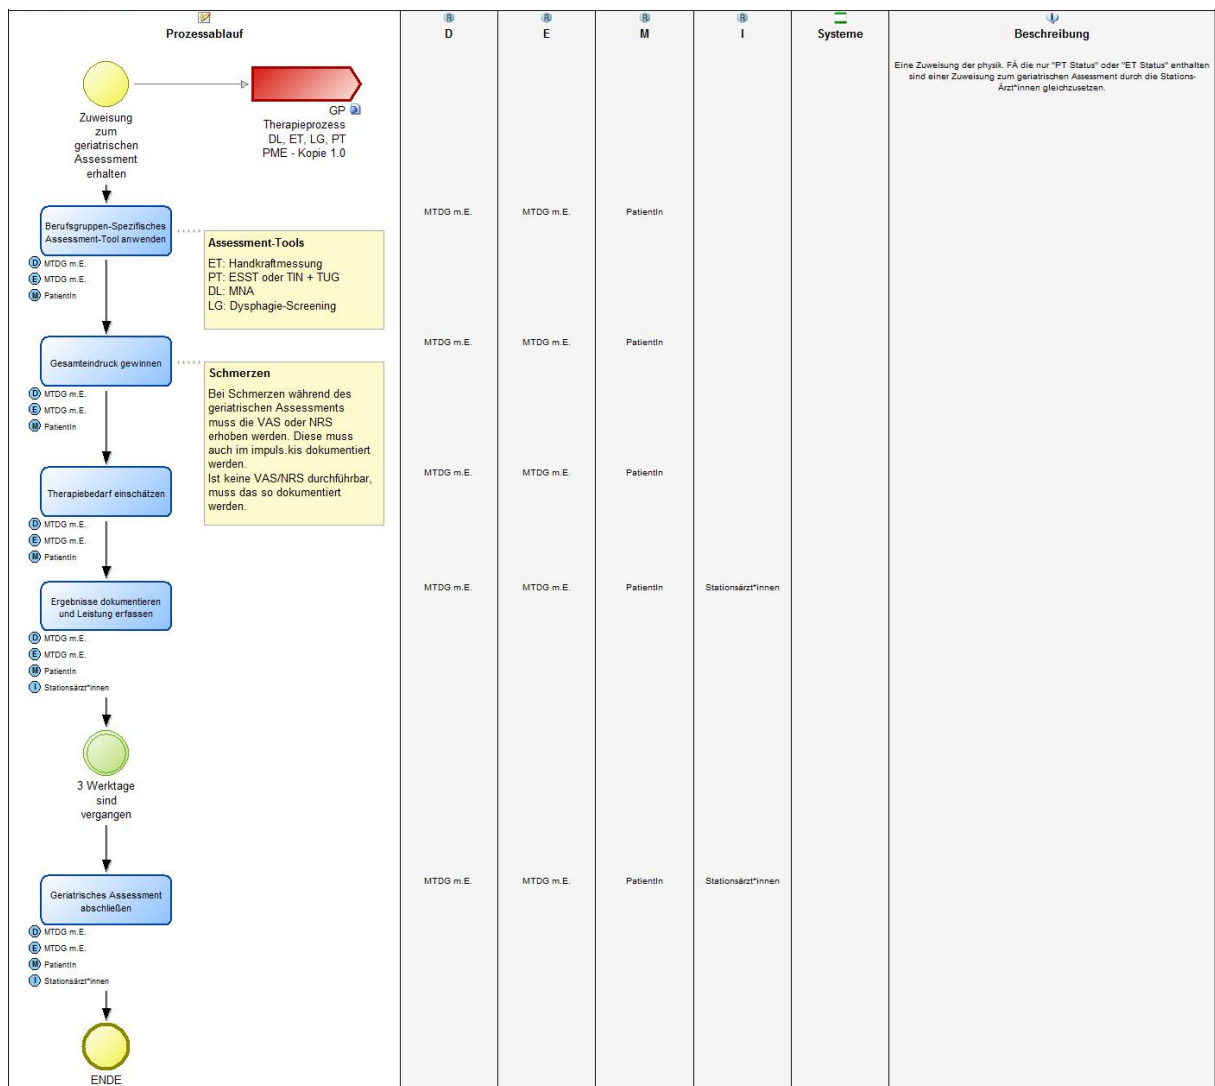 Prozessablauf
R
D
R
E
R
M
R
I
Systeme
Beschreibung
Eine Zuweisung der physik. FÄ die nur "PT Status" oder "ET Status" enthalten
sind einer Zuweisung zum geriatrischen Assessment durch die Stations-
Ärzt*innen gleichzusetzen.
Zuweisung
zum
geriatrischen
Assessment
erhalten
GP
Therapieprozess
DL, ET, LG, PT
PME - Kopie 1.0
Berufsgruppen-Spezifisches
Assessment-Tool anwenden
D MTDG m.E.
E MTDG m.E.
M PatientIn
Assessment-Tools
ET: Handkraftmessung
PT: ESST oder TIN + TUG
DL: MNA
LG: Dysphagie-Screening
MTDG m.E.
MTDG m.E.
PatientIn
Gesamteindruck gewinnen
D MTDG m.E.
E MTDG m.E.
M PatientIn
Schmerzen
Bei Schmerzen während des
geriatrischen Assessments
muss die VAS oder NRS
erhoben werden. Diese muss
auch im impuls.kis dokumentiert
werden.
Ist keine VAS/NRS durchführbar,
muss das so dokumentiert
werden.
MTDG m.E.
MTDG m.E.
PatientIn
Therapiebedarf einschätzen
D MTDG m.E.
E MTDG m.E.
M PatientIn
MTDG m.E.
MTDG m.E.
PatientIn
Ergebnisse dokumentieren
und Leistung erfassen
D MTDG m.E.
E MTDG m.E.
M PatientIn
I Stationsärzt*innen
MTDG m.E.
MTDG m.E.
PatientIn
Stationsärzt*innen
3 Werktage
sind
vergangen
Geriatrisches Assessment
abschließen
D MTDG m.E.
E MTDG m.E.
M PatientIn
I Stationsärzt*innen
MTDG m.E.
MTDG m.E.
PatientIn
Stationsärzt*innen
ENDE